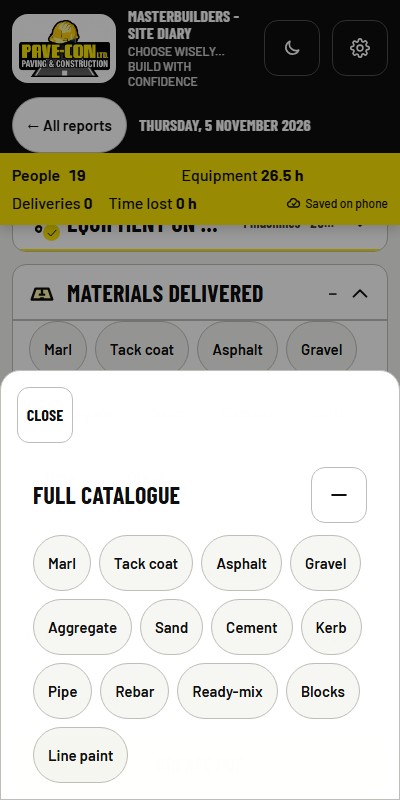 PAVE-CON LTD.
PAVING & CONSTRUCTION
MASTERBUILDERS -
SITE DIARY
CHOOSE WISELY...
BUILD WITH
CONFIDENCE
← All reports
THURSDAY, 5 NOVEMBER 2026
People 19
Equipment 26.5 h
Deliveries 0
Time lost 0 h
Saved on phone
EQUIPMENT ON ...
MATERIALS DELIVERED
–
Marl
Tack coat
Asphalt
Gravel
CLOSE
FULL CATALOGUE
—
Marl
Tack coat
Asphalt
Gravel
Aggregate
Sand
Cement
Kerb
Pipe
Rebar
Ready-mix
Blocks
Line paint